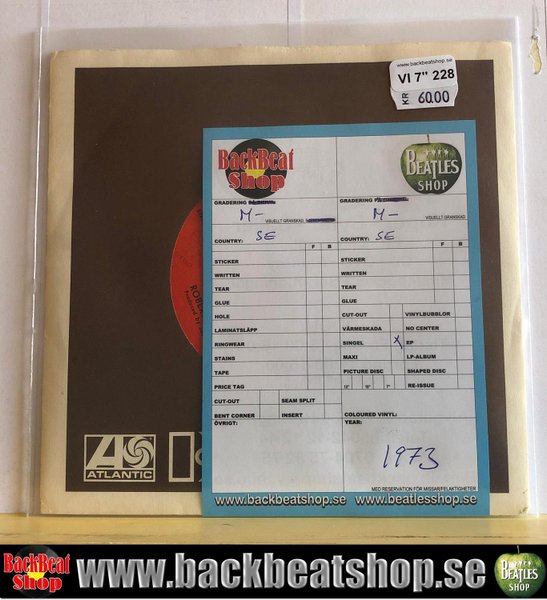 www.backbeatshop.se
VI 7" 228
KR 60.00
BackBeat Shop
BEATLES SHOP
GRADERING
GRADERING
M-
M-
VISUELLT GRANSKAD,
VISUELLT GRANSKAD
COUNTRY: SE
COUNTRY: SE
F B
F B
STICKER
STICKER
WRITTEN
WRITTEN
TEAR
TEAR
GLUE
GLUE
HOLE
CUT-OUT VINYLBUBBLOR
LAMINATSLÄPP
VÄRMESKADA NO CENTER
RINGWEAR
SINGEL X EP
STAINS
MAXI LP-ALBUM
TAPE
PICTURE DISC SHAPED DISC
PRICE TAG
12" 10" 7" RE-ISSUE
CUT-OUT SEAM SPLIT
BENT CORNER INSERT
COLOURED VINYL:
ÖVRIGT:
YEAR:
1973
MED RESERVATION FÖR MISSAR/FELAKTIGHETER
www.backbeatshop.se www.beatlesshop.se
ROBE
Produced by
ATLANTIC
BackBeat Shop
www.backbeatshop.se
BEATLES SHOP